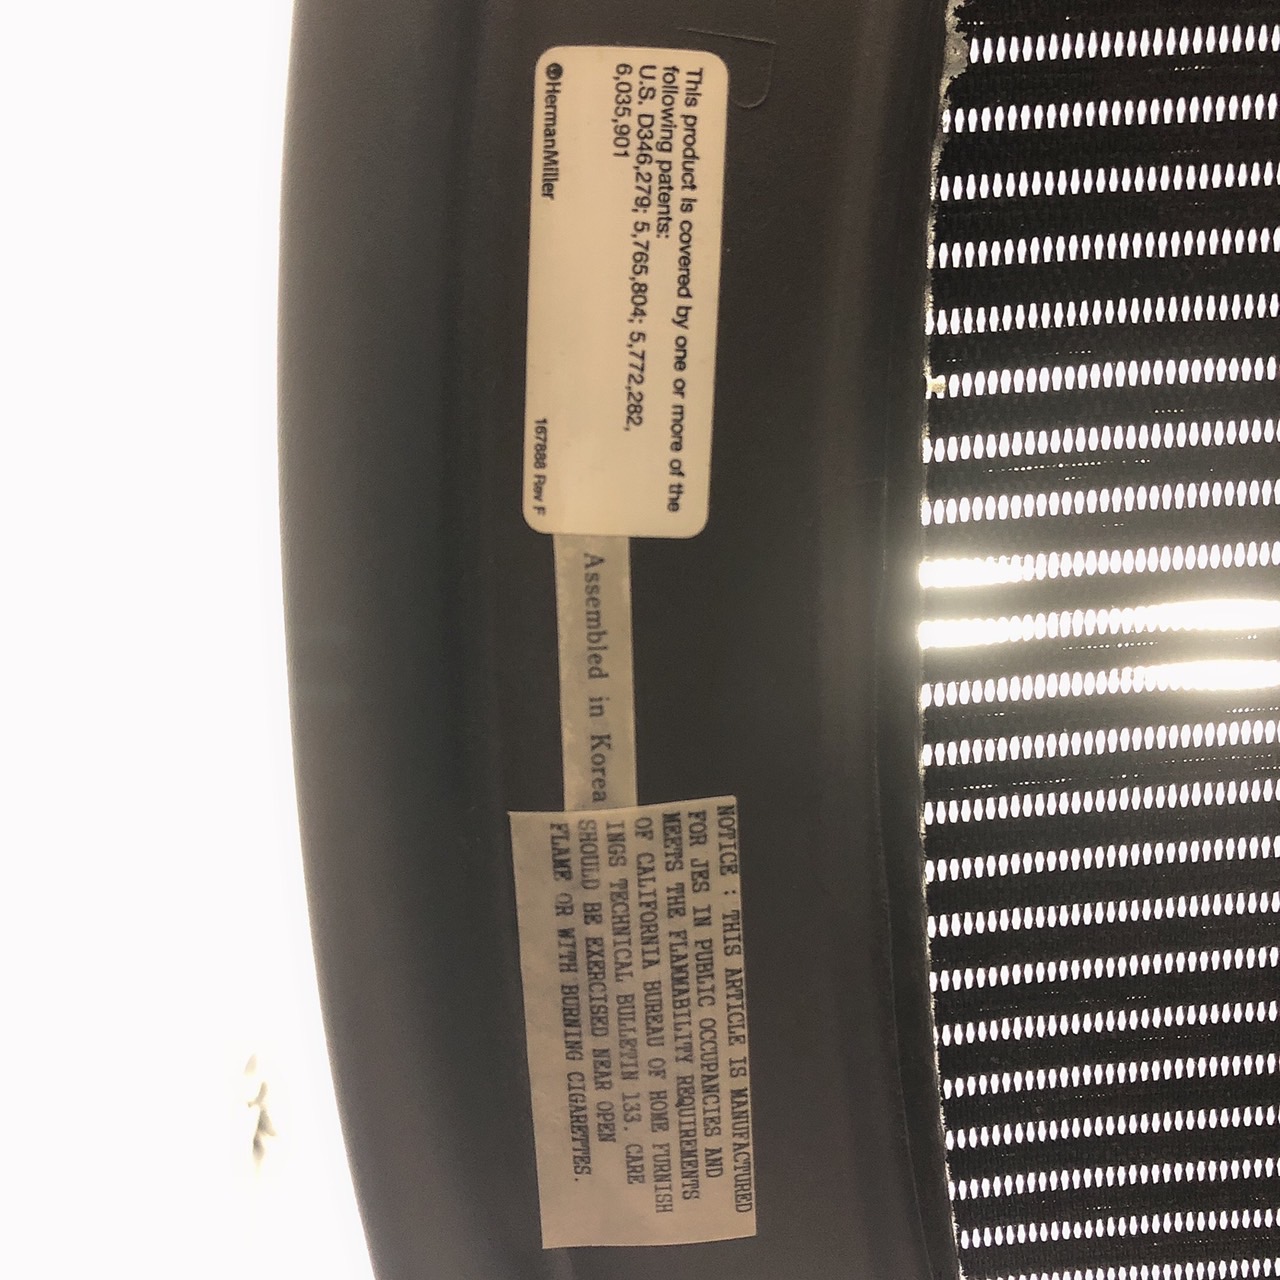 This product is covered by one or more of the
following patents:
U.S. D346,279; 5,765,804; 5,772,282,
6,035,901
HermanMiller
167888 Rev F
Assembled in Korea
NOTICE : THIS ARTICLE IS MANUFACTURED
FOR JES IN PUBLIC OCCUPANCIES AND
MEETS THE FLAMMABILITY REQUIREMENTS
OF CALIFORNIA BUREAU OF HOME FURNISH
INGS TECHNICAL BULLETIN 133. CARE
SHOULD BE EXERCISED NEAR OPEN
FLAME OR WITH BURNING CIGARETTES.